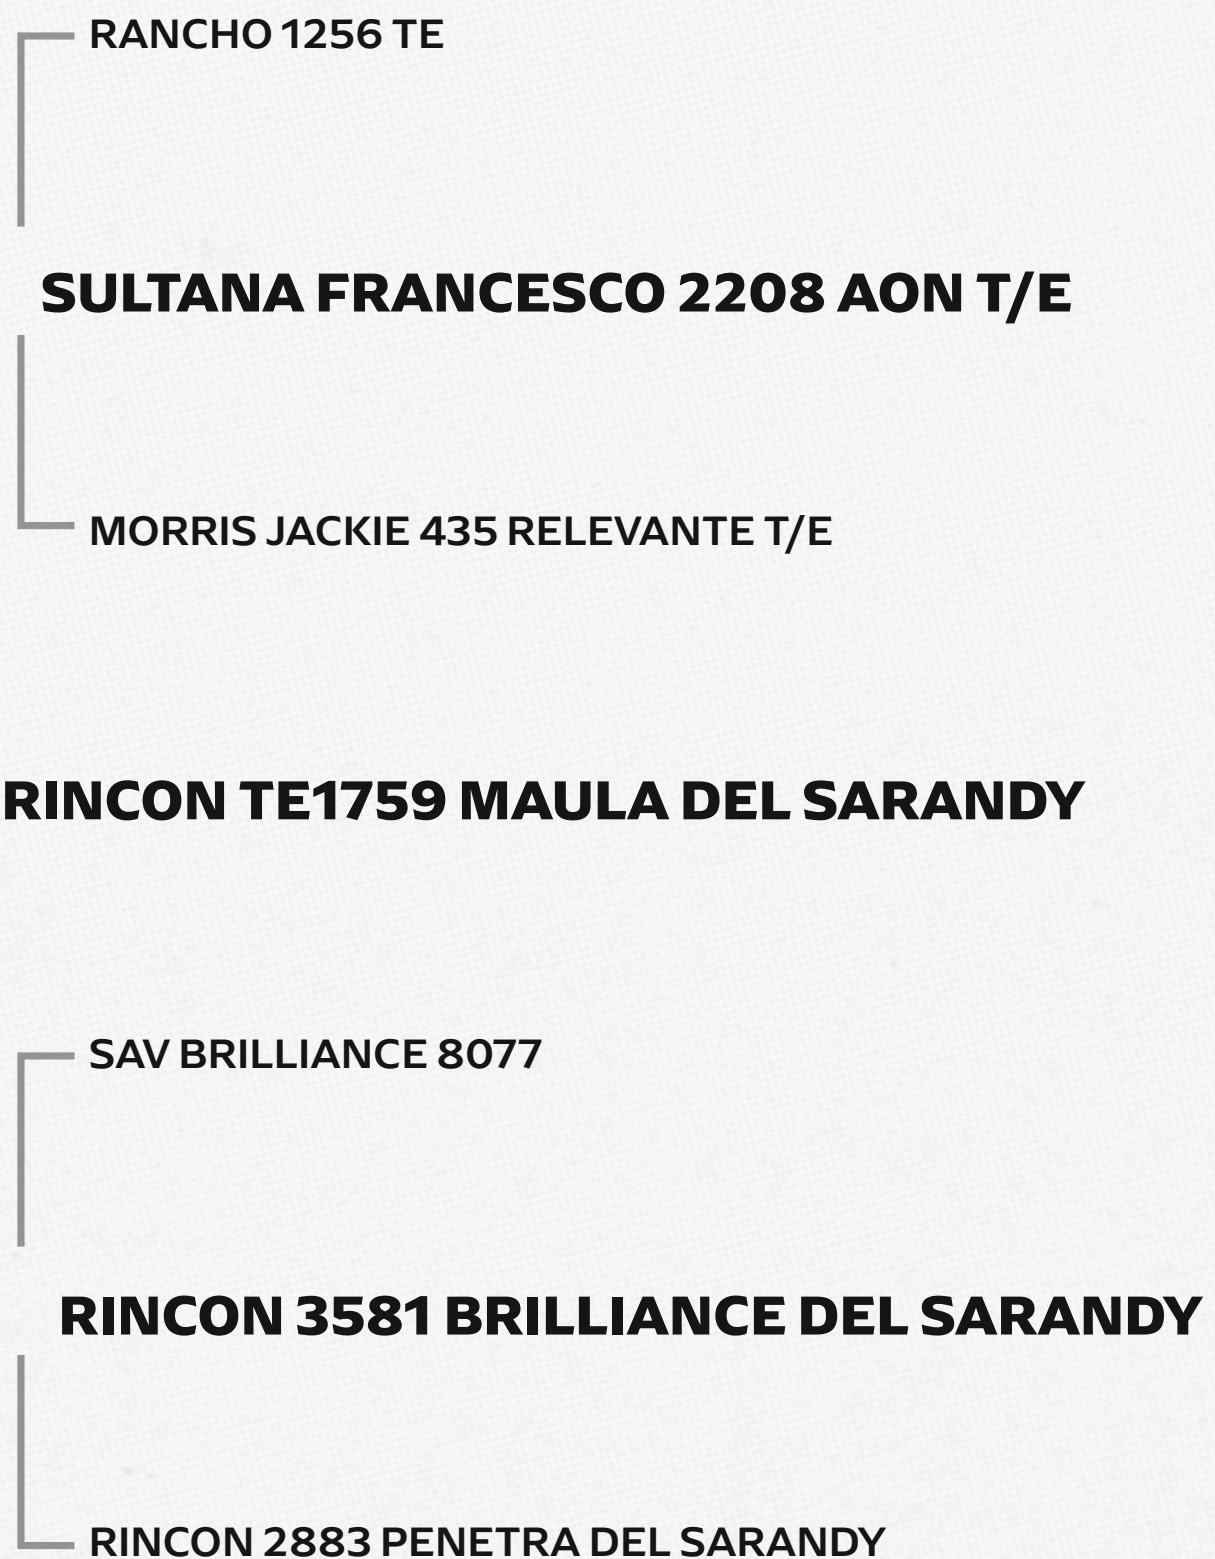 RANCHO 1256 TE
SULTANA FRANCESCO 2208 AON T/E
MORRIS JACKIE 435 RELEVANTE T/E
RINCON TE1759 MAULA DEL SARANDY
SAV BRILLIANCE 8077
RINCON 3581 BRILLIANCE DEL SARANDY
RINCON 2883 PENETRA DEL SARANDY